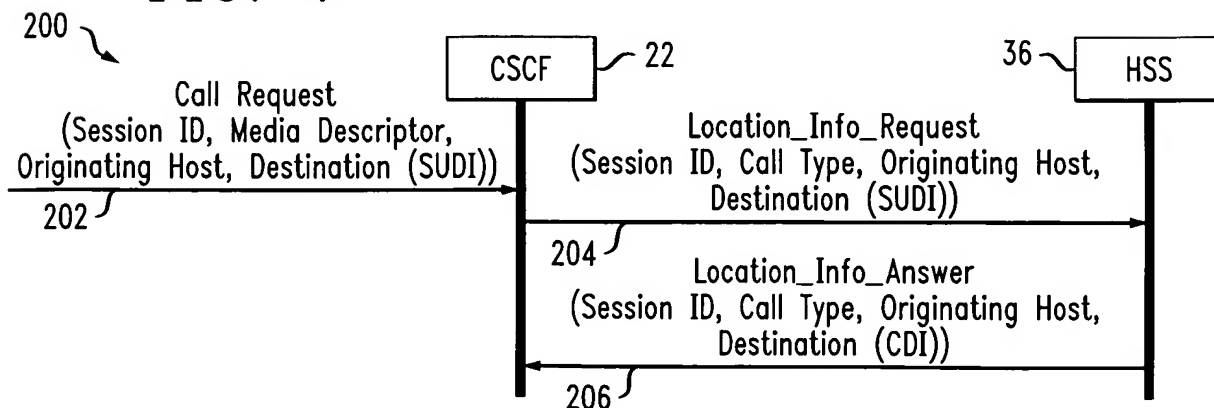 200
CSCF
22
36
HSS
Call Request
(Session ID, Media Descriptor,
Originating Host, Destination (SUDI))
202
Location_Info_Request
(Session ID, Call Type, Originating Host,
Destination (SUDI))
204
Location_Info_Answer
(Session ID, Call Type, Originating Host,
Destination (CDI))
206